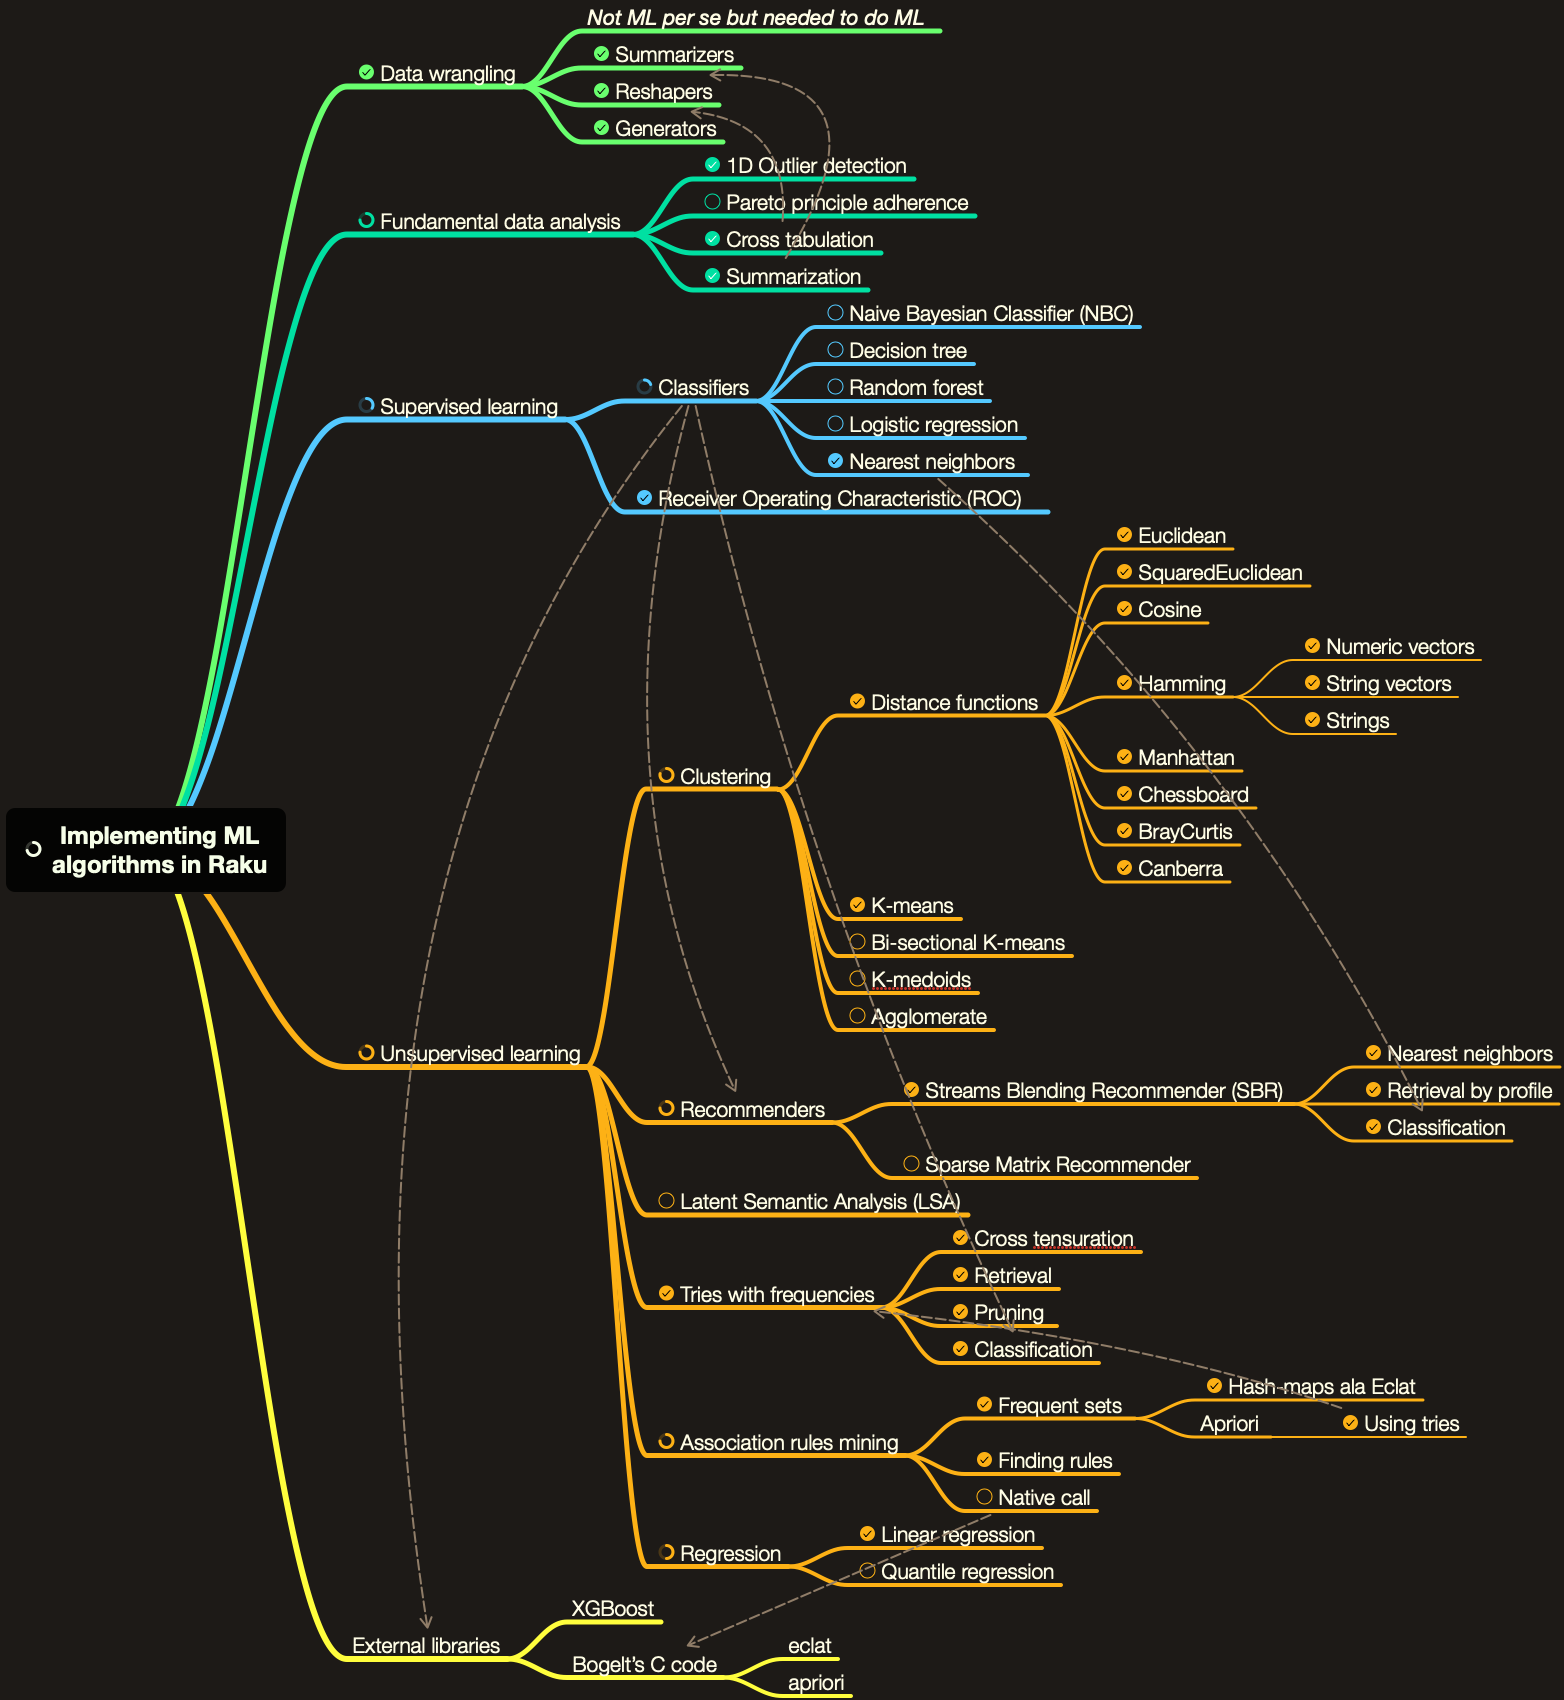 Not ML per se but needed to do ML
Summarizers
Data wrangling
Reshapers
Generators
1D Outlier detection
Pareto principle adherence
Fundamental data analysis
Cross tabulation
Summarization
Naive Bayesian Classifier (NBC)
Decision tree
Classifiers
Random forest
Supervised learning
Logistic regression
Nearest neighbors
Receiver Operating Characteristic (ROC)
Euclidean
SquaredEuclidean
Cosine
Numeric vectors
Hamming
String vectors
Distance functions
Strings
Manhattan
Clustering
Chessboard
BrayCurtis
Implementing ML
algorithms in Raku
Canberra
K-means
Bi-sectional K-means
K-medoids
Agglomerate
Unsupervised learning
Nearest neighbors
Streams Blending Recommender (SBR)
Retrieval by profile
Recommenders
Classification
Sparse Matrix Recommender
Latent Semantic Analysis (LSA)
Cross tensuration
Retrieval
Tries with frequencies
Pruning
Classification
Hash-maps ala Eclat
Frequent sets
Apriori
Using tries
Association rules mining
Finding rules
Native call
Linear regression
Regression
Quantile regression
XGBoost
External libraries
eclat
Bogelt’s C code
apriori